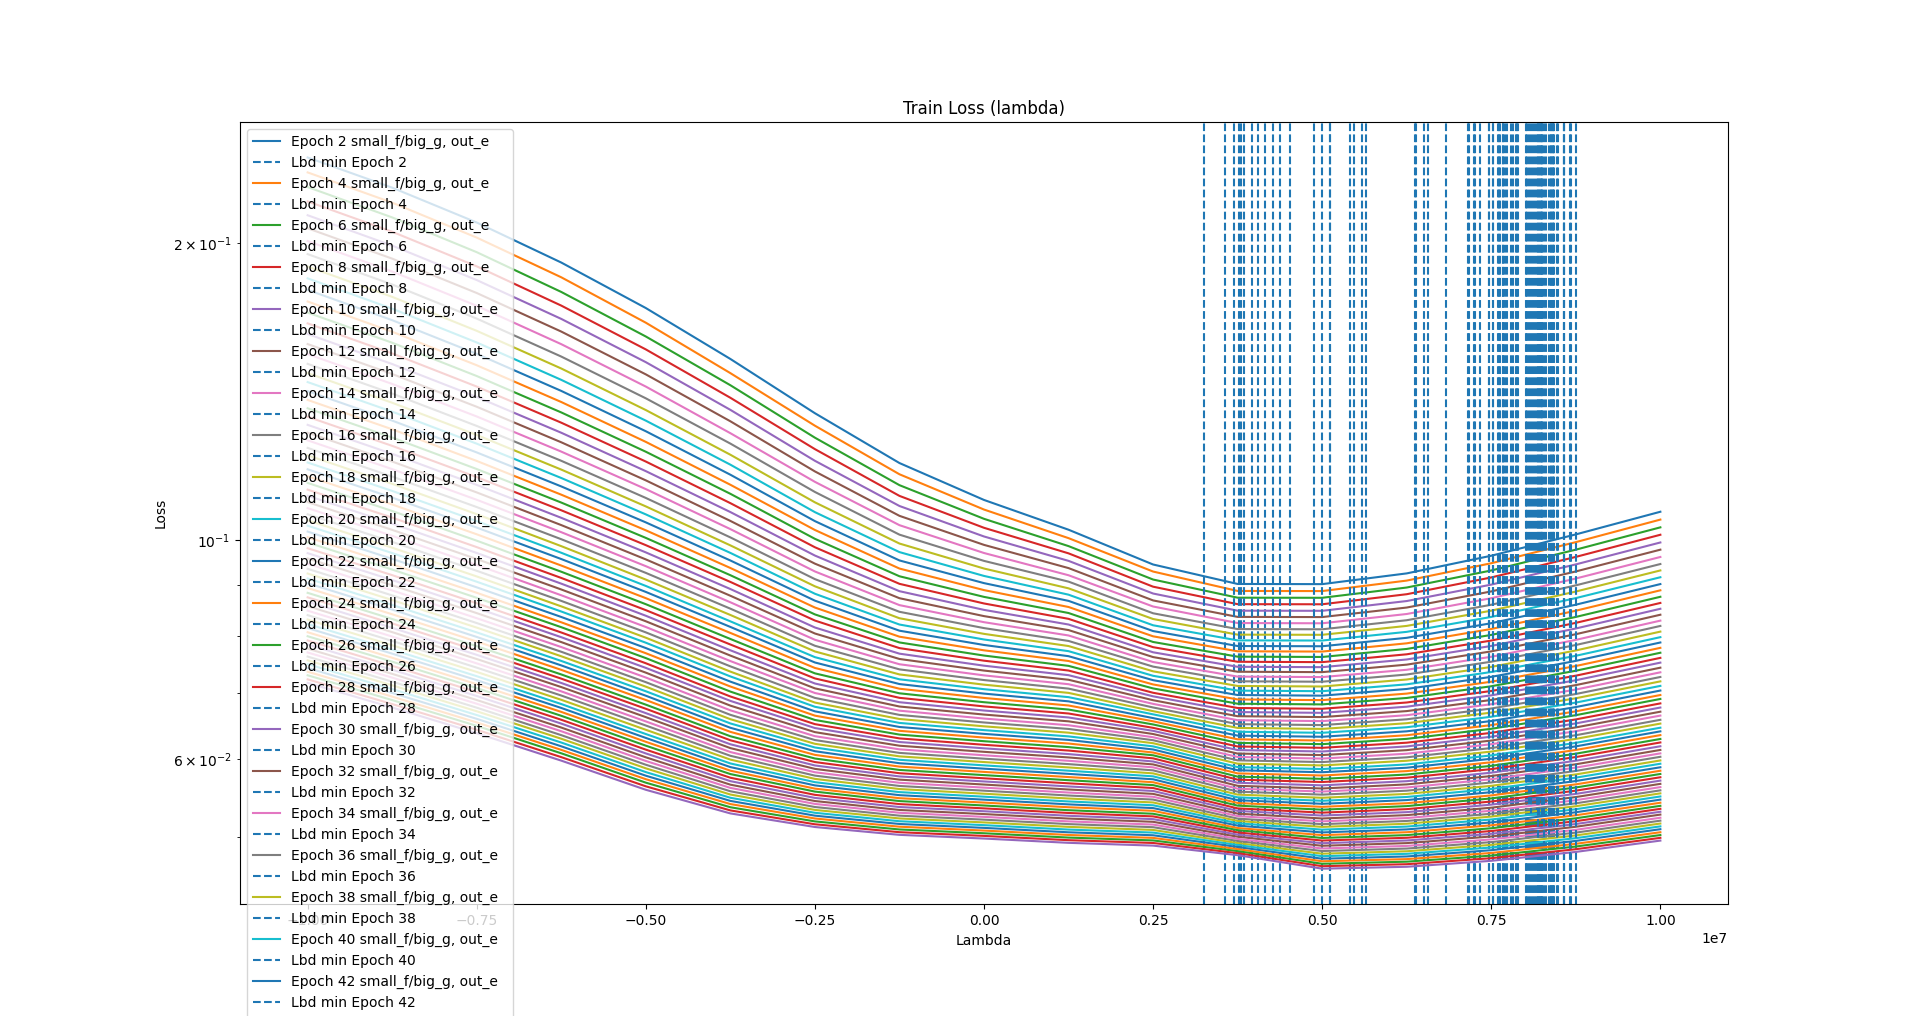 Train Loss (lambda)
Loss
2 × 10⁻¹
10⁻¹
6 × 10⁻²
Epoch 2 small_f/big_g, out_e
Lbd min Epoch 2
Epoch 4 small_f/big_g, out_e
Lbd min Epoch 4
Epoch 6 small_f/big_g, out_e
Lbd min Epoch 6
Epoch 8 small_f/big_g, out_e
Lbd min Epoch 8
Epoch 10 small_f/big_g, out_e
Lbd min Epoch 10
Epoch 12 small_f/big_g, out_e
Lbd min Epoch 12
Epoch 14 small_f/big_g, out_e
Lbd min Epoch 14
Epoch 16 small_f/big_g, out_e
Lbd min Epoch 16
Epoch 18 small_f/big_g, out_e
Lbd min Epoch 18
Epoch 20 small_f/big_g, out_e
Lbd min Epoch 20
Epoch 22 small_f/big_g, out_e
Lbd min Epoch 22
Epoch 24 small_f/big_g, out_e
Lbd min Epoch 24
Epoch 26 small_f/big_g, out_e
Lbd min Epoch 26
Epoch 28 small_f/big_g, out_e
Lbd min Epoch 28
Epoch 30 small_f/big_g, out_e
Lbd min Epoch 30
Epoch 32 small_f/big_g, out_e
Lbd min Epoch 32
Epoch 34 small_f/big_g, out_e
Lbd min Epoch 34
Epoch 36 small_f/big_g, out_e
Lbd min Epoch 36
Epoch 38 small_f/big_g, out_e
Lbd min Epoch 38
Epoch 40 small_f/big_g, out_e
Lbd min Epoch 40
Epoch 42 small_f/big_g, out_e
Lbd min Epoch 42
−0.75 −0.50 −0.25 0.00 0.25 0.50 0.75 1.00
1e7
Lambda